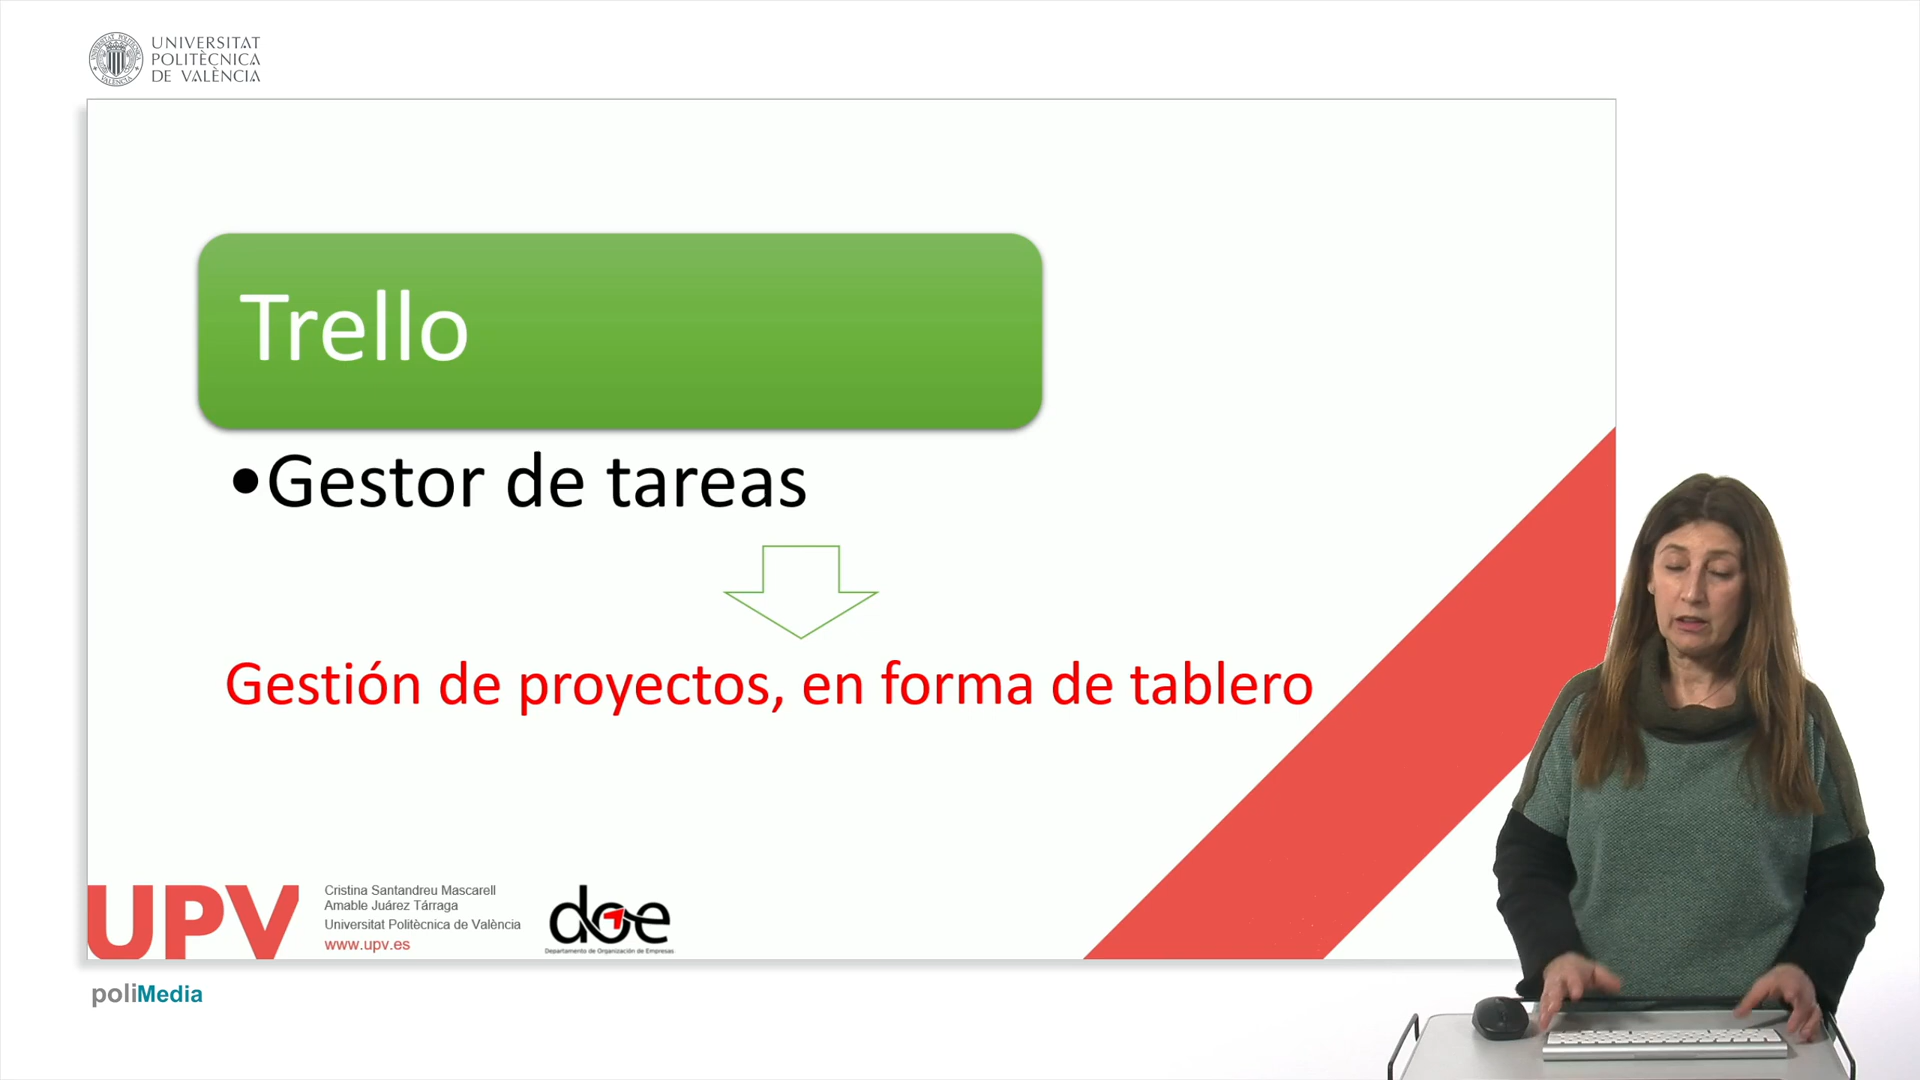 UNIVERSITAT
POLITÈCNICA
DE VALÈNCIA
Trello
•Gestor de tareas
Gestión de proyectos, en forma de tablero
UPV
Cristina Santandreu Mascarell
Amable Juárez Tárraga
Universitat Politècnica de València
www.upv.es
doe
Departamento de Organización de Empresas
poliMedia